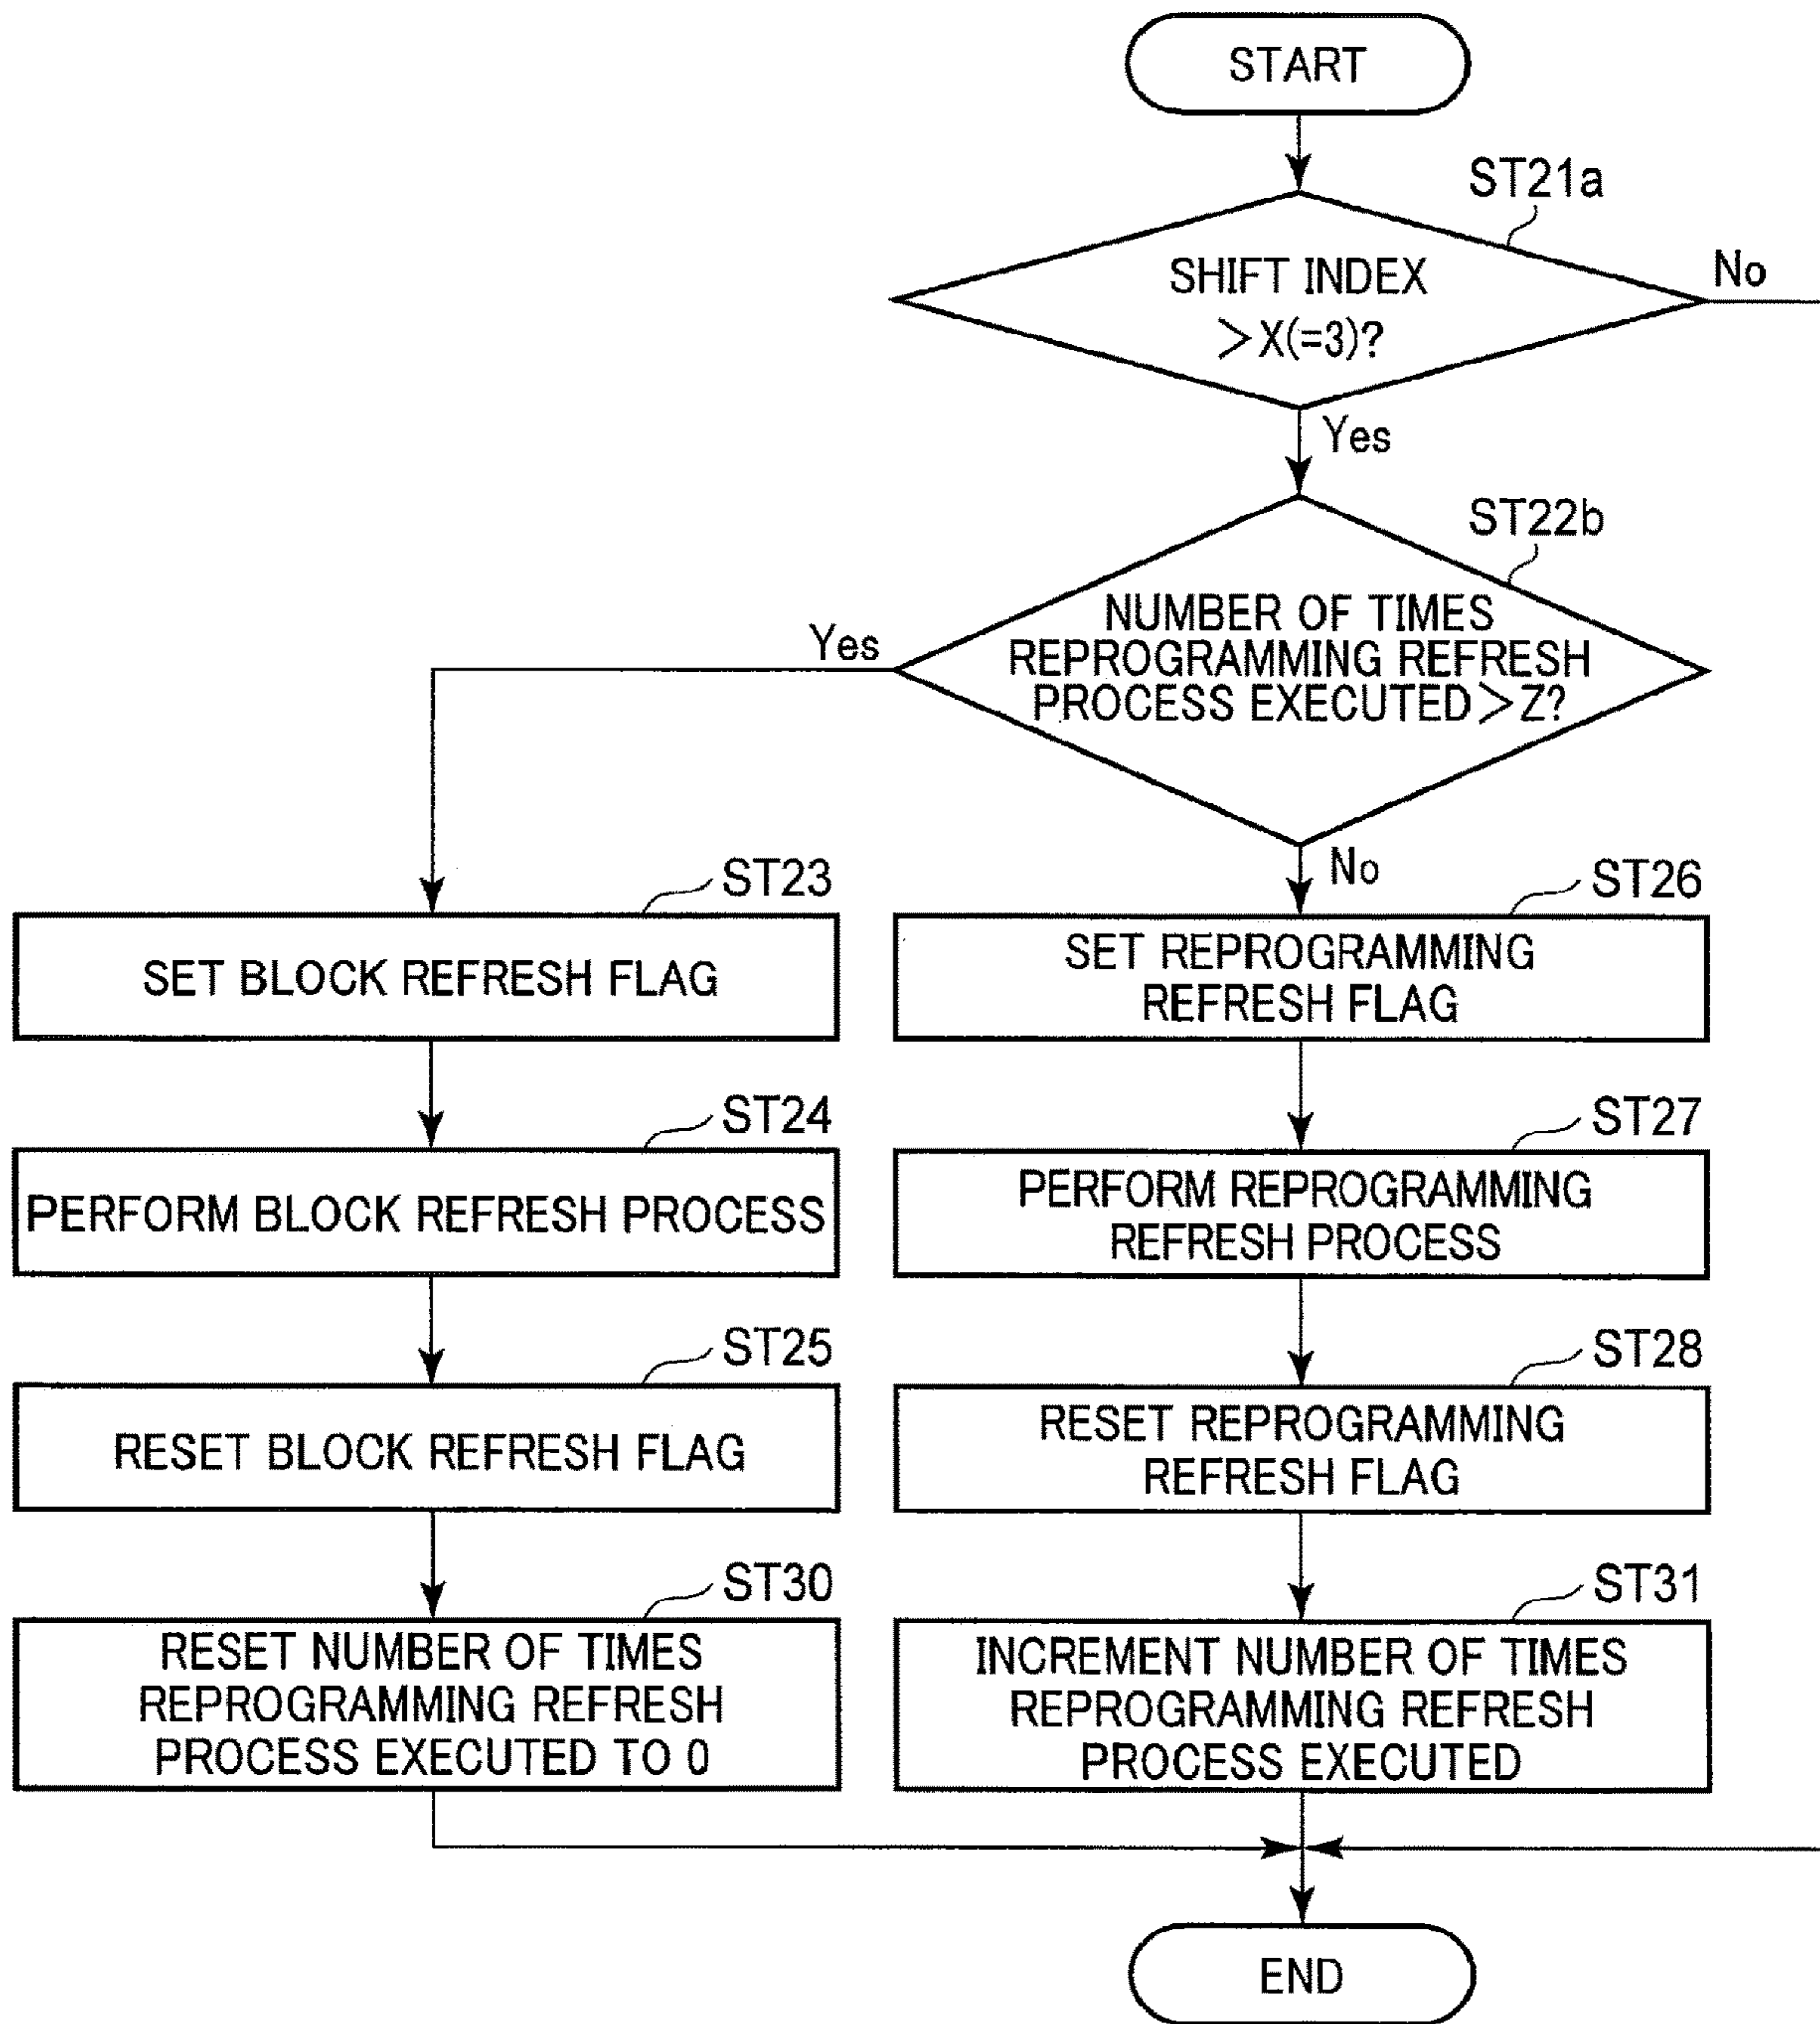 START
ST21a
SHIFT INDEX
>X(=3)?
No
Yes
ST22b
NUMBER OF TIMES
REPROGRAMMING REFRESH
PROCESS EXECUTED>Z?
Yes
No
ST23
SET BLOCK REFRESH FLAG
ST24
PERFORM BLOCK REFRESH PROCESS
ST25
RESET BLOCK REFRESH FLAG
ST30
RESET NUMBER OF TIMES
REPROGRAMMING REFRESH
PROCESS EXECUTED TO 0
ST26
SET REPROGRAMMING
REFRESH FLAG
ST27
PERFORM REPROGRAMMING
REFRESH PROCESS
ST28
RESET REPROGRAMMING
REFRESH FLAG
ST31
INCREMENT NUMBER OF TIMES
REPROGRAMMING REFRESH
PROCESS EXECUTED
END